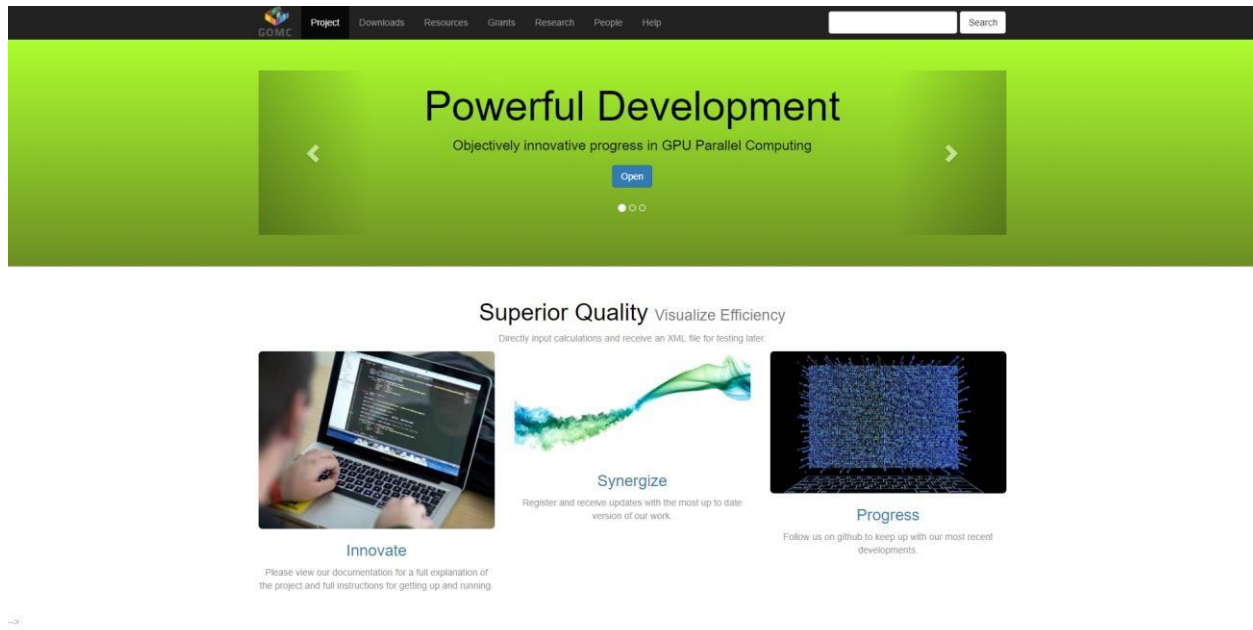 GOMC
Project Downloads Resources Grants Research People Help Search
Powerful Development
Objectively innovative progress in GPU Parallel Computing
Open
Superior Quality Visualize Efficiency
Directly input calculations and receive an XML file for testing later.
Innovate
Please view our documentation for a full explanation of
the project and full instructions for getting up and running.
Synergize
Register and receive updates with the most up to date
version of our work.
Progress
Follow us on github to keep up with our most recent
developments.
-->